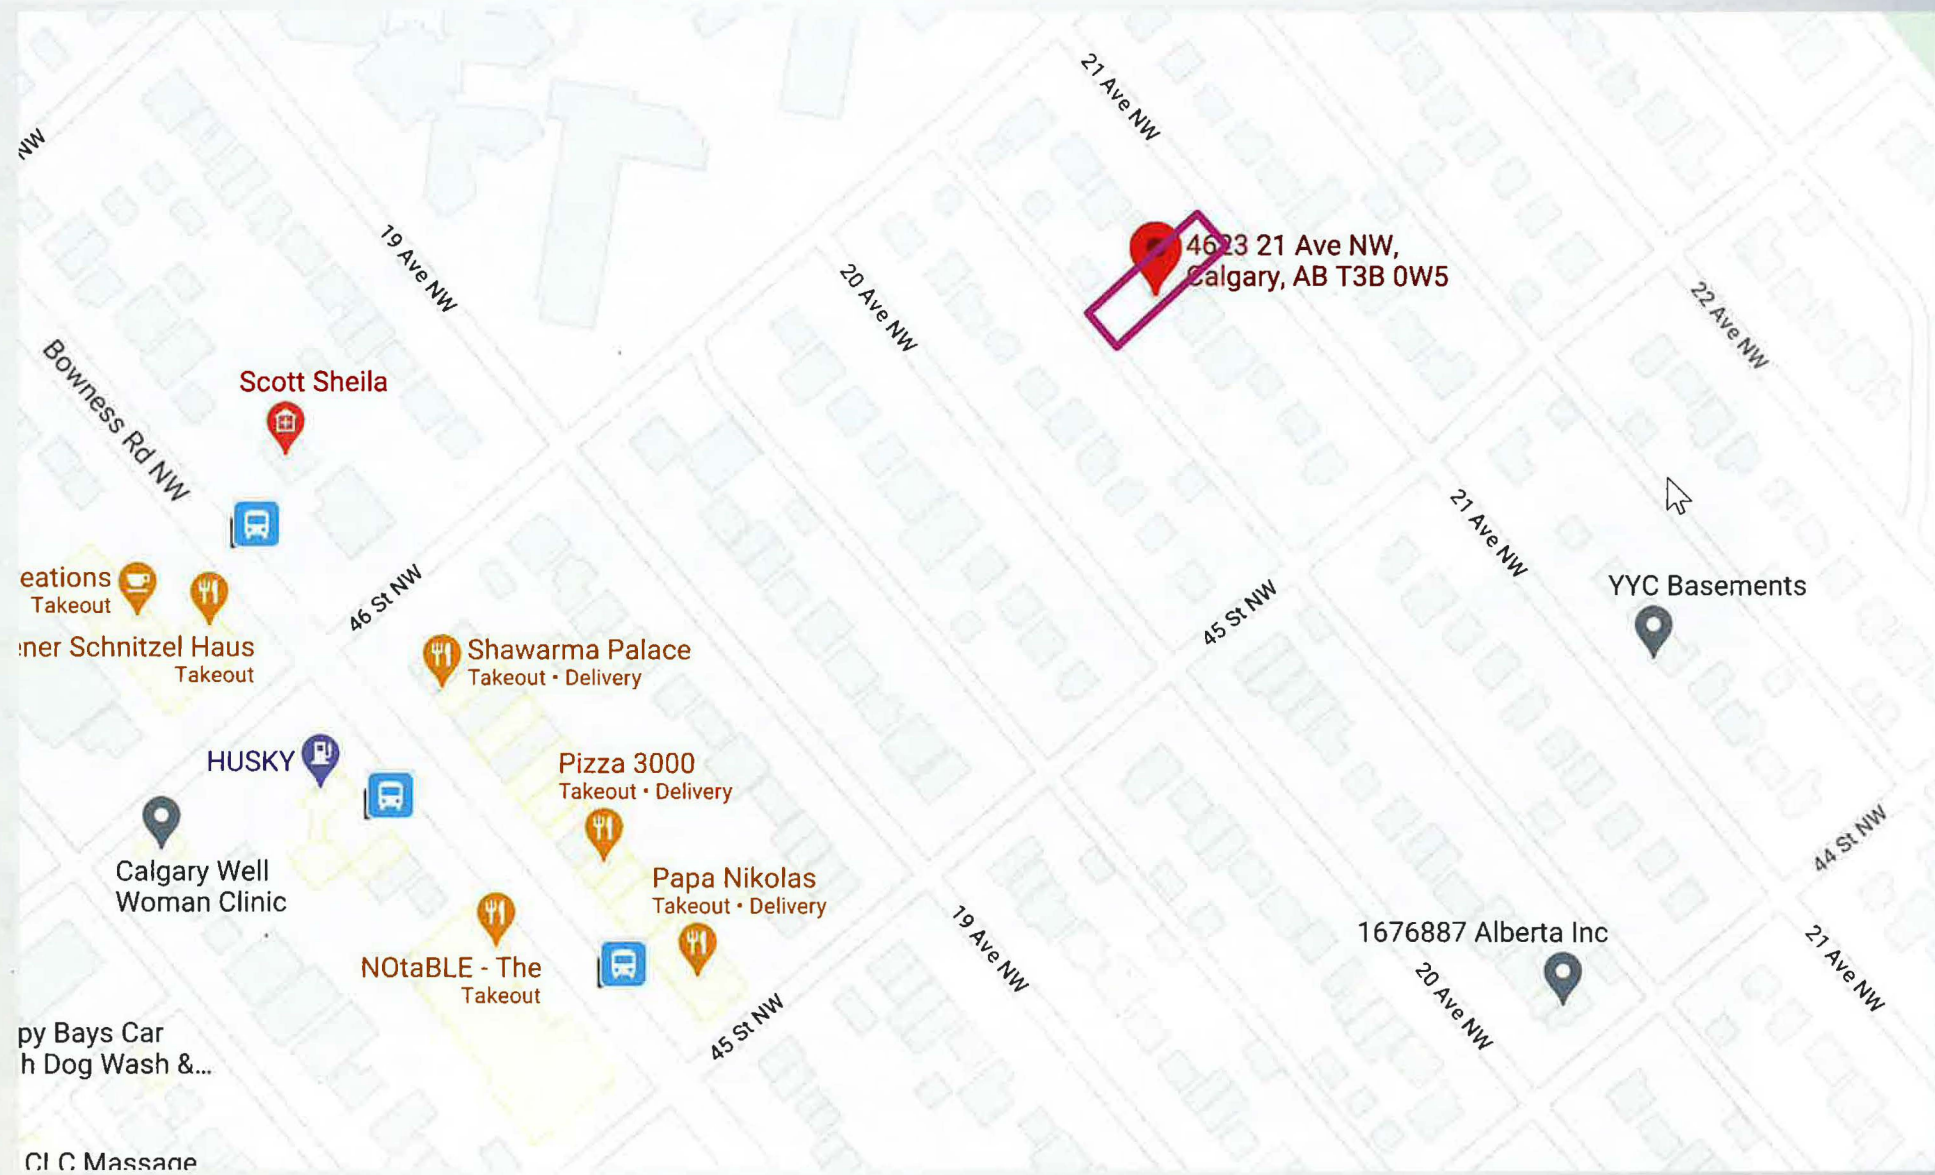 21 Ave NW
NW
4623 21 Ave NW,
Calgary, AB T3B 0W5
19 Ave NW
20 Ave NW
22 Ave NW
Bowness Rd NW
Scott Sheila
21 Ave NW
46 St NW
45 St NW
YYC Basements
eations
Takeout
ner Schnitzel Haus
Takeout
Shawarma Palace
Takeout • Delivery
HUSKY
Pizza 3000
Takeout • Delivery
44 St NW
Calgary Well
Woman Clinic
Papa Nikolas
Takeout • Delivery
19 Ave NW
1676887 Alberta Inc
21 Ave NW
NOtaBLE - The
Takeout
20 Ave NW
45 St NW
py Bays Car
h Dog Wash &...
CLC Massage